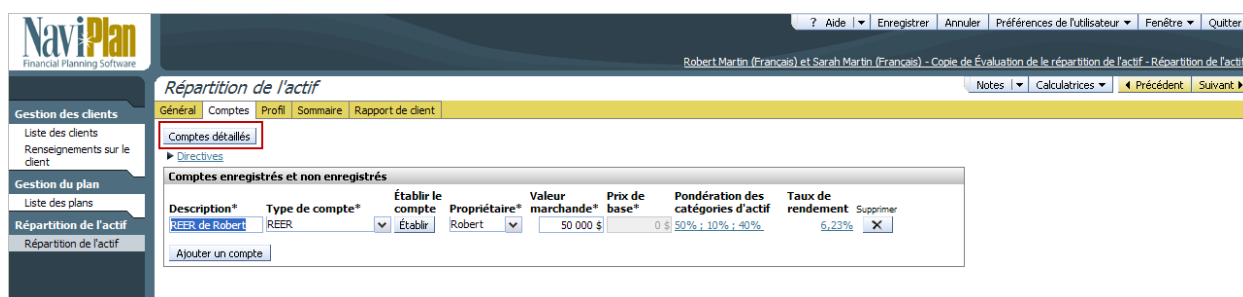 NaviPlan
Financial Planning Software
? Aide Enregistrer Annuler Préférences de l'utilisateur Fenêtre Quitter
Robert Martin (Francais) et Sarah Martin (Francais) - Copie de Évaluation de le répartition de l'actif - Répartition de l'actif
Répartition de l'actif
Notes Calculatrices Précédent Suivant
Général Comptes Profil Sommaire Rapport de client
Gestion des clients
Liste des clients
Renseignements sur le
client
Gestion du plan
Liste des plans
Répartition de l'actif
Répartition de l'actif
Comptes détaillés
Directives
Comptes enregistrés et non enregistrés
Description* Type de compte* Établir le compte Propriétaire* Valeur marchande* Prix de base* Pondération des catégories d'actif Taux de rendement Supprimer
REER de Robert REER Établir Robert 50 000 $ 0 $ 50% ; 10% ; 40% 6,23% X
Ajouter un compte